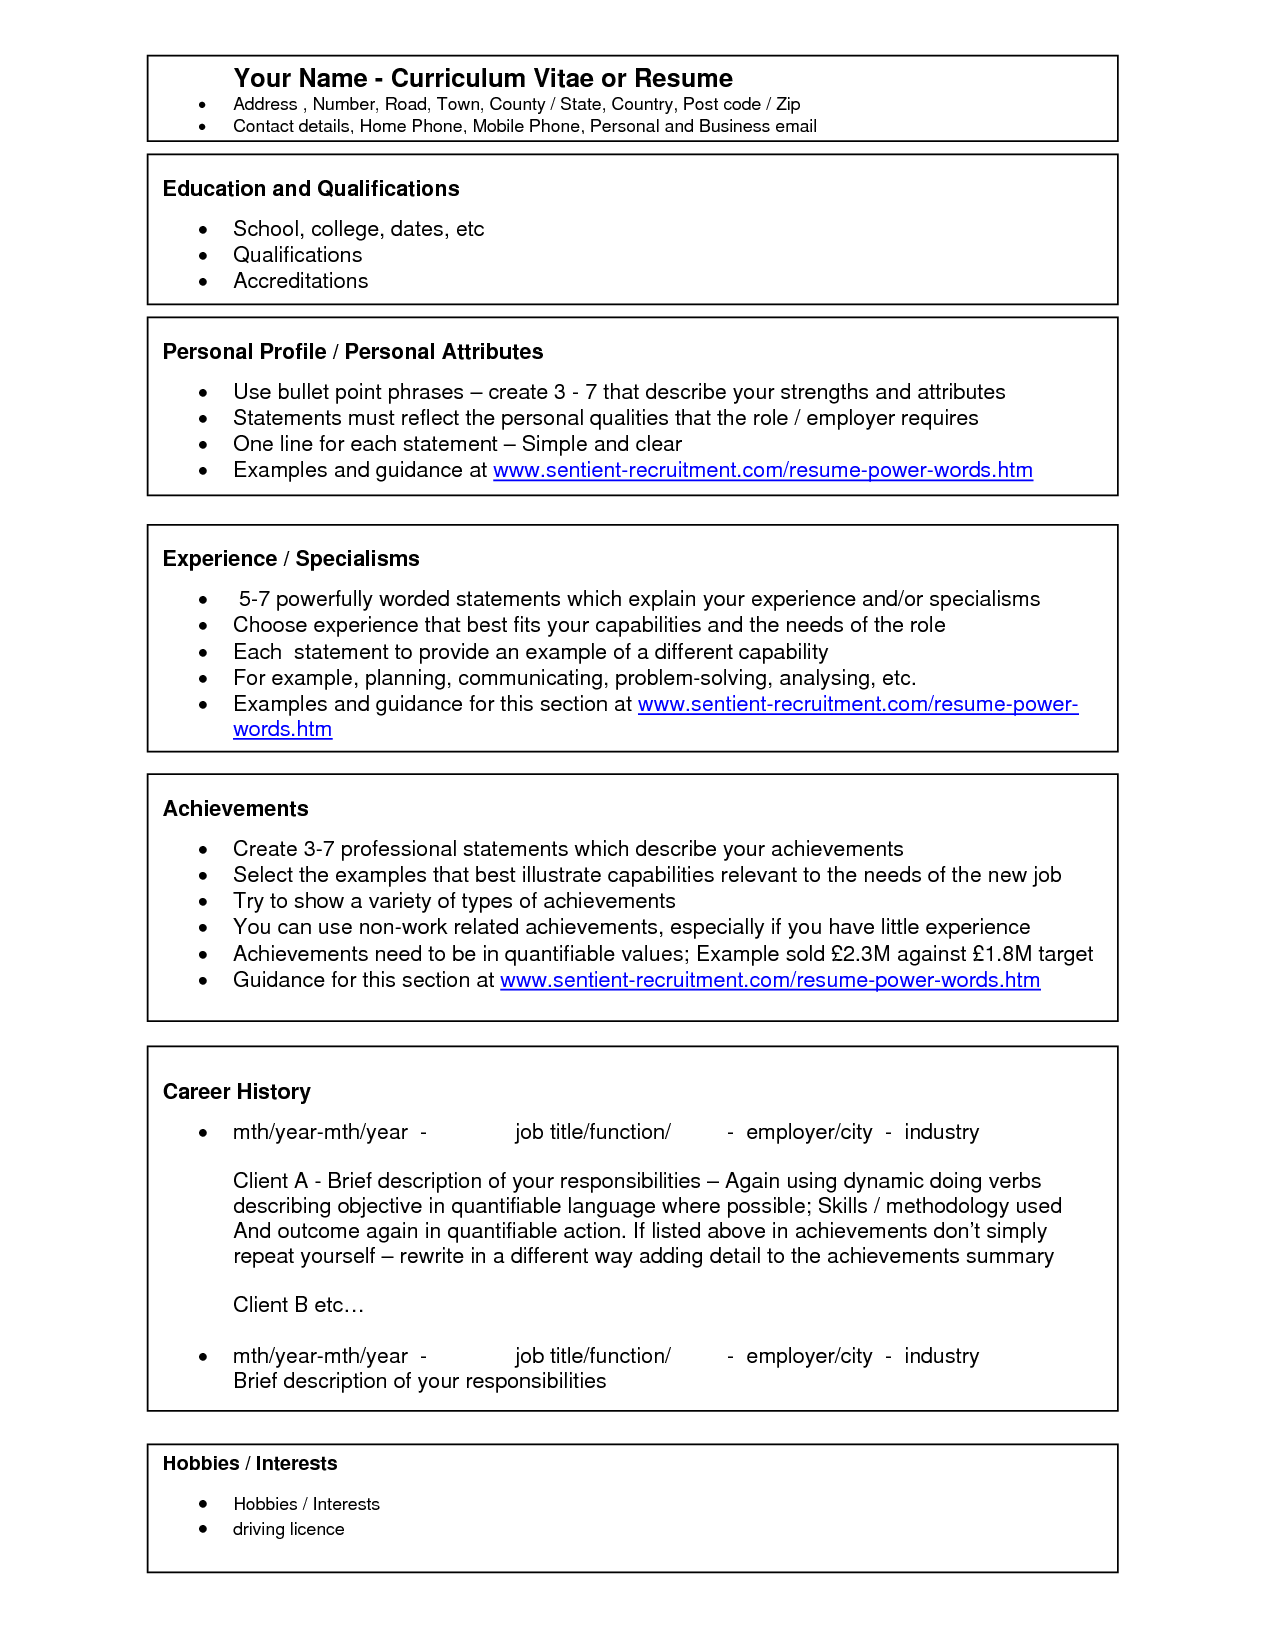 Your Name - Curriculum Vitae or Resume
• Address , Number, Road, Town, County / State, Country, Post code / Zip
• Contact details, Home Phone, Mobile Phone, Personal and Business email
Education and Qualifications
• School, college, dates, etc
• Qualifications
• Accreditations
Personal Profile / Personal Attributes
• Use bullet point phrases – create 3 - 7 that describe your strengths and attributes
• Statements must reflect the personal qualities that the role / employer requires
• One line for each statement – Simple and clear
• Examples and guidance at www.sentient-recruitment.com/resume-power-words.htm
Experience / Specialisms
• 5-7 powerfully worded statements which explain your experience and/or specialisms
• Choose experience that best fits your capabilities and the needs of the role
• Each  statement to provide an example of a different capability
• For example, planning, communicating, problem-solving, analysing, etc.
• Examples and guidance for this section at www.sentient-recruitment.com/resume-power-
words.htm
Achievements
• Create 3-7 professional statements which describe your achievements
• Select the examples that best illustrate capabilities relevant to the needs of the new job
• Try to show a variety of types of achievements
• You can use non-work related achievements, especially if you have little experience
• Achievements need to be in quantifiable values; Example sold £2.3M against £1.8M target
• Guidance for this section at www.sentient-recruitment.com/resume-power-words.htm
Career History
• mth/year-mth/year  -  job title/function/  -  employer/city  -  industry
Client A - Brief description of your responsibilities – Again using dynamic doing verbs
describing objective in quantifiable language where possible; Skills / methodology used
And outcome again in quantifiable action. If listed above in achievements don’t simply
repeat yourself – rewrite in a different way adding detail to the achievements summary
Client B etc…
• mth/year-mth/year  -  job title/function/  -  employer/city  -  industry
Brief description of your responsibilities
Hobbies / Interests
• Hobbies / Interests
• driving licence